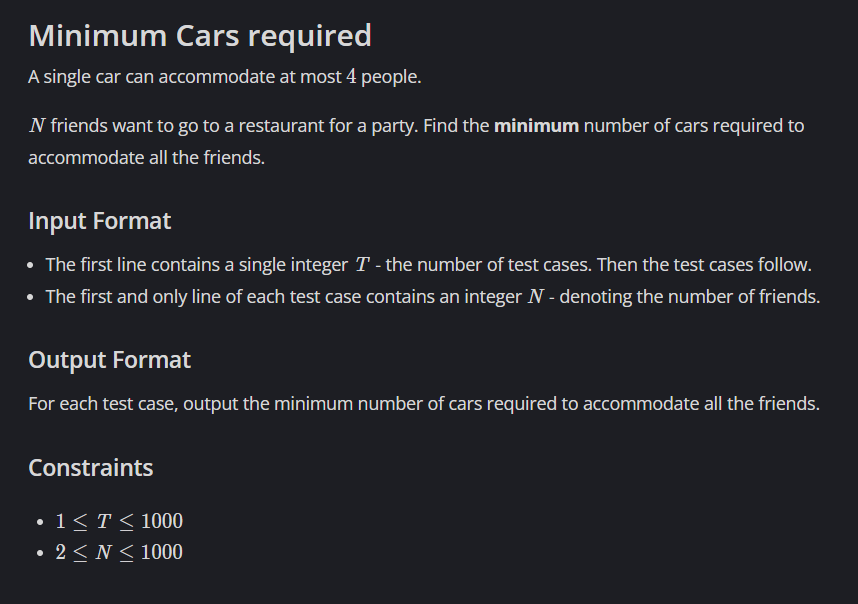 Minimum Cars required
A single car can accommodate at most 4 people.
N friends want to go to a restaurant for a party. Find the minimum number of cars required to
accommodate all the friends.
Input Format
• The first line contains a single integer T - the number of test cases. Then the test cases follow.
• The first and only line of each test case contains an integer N - denoting the number of friends.
Output Format
For each test case, output the minimum number of cars required to accommodate all the friends.
Constraints
• 1 ≤ T ≤ 1000
• 2 ≤ N ≤ 1000